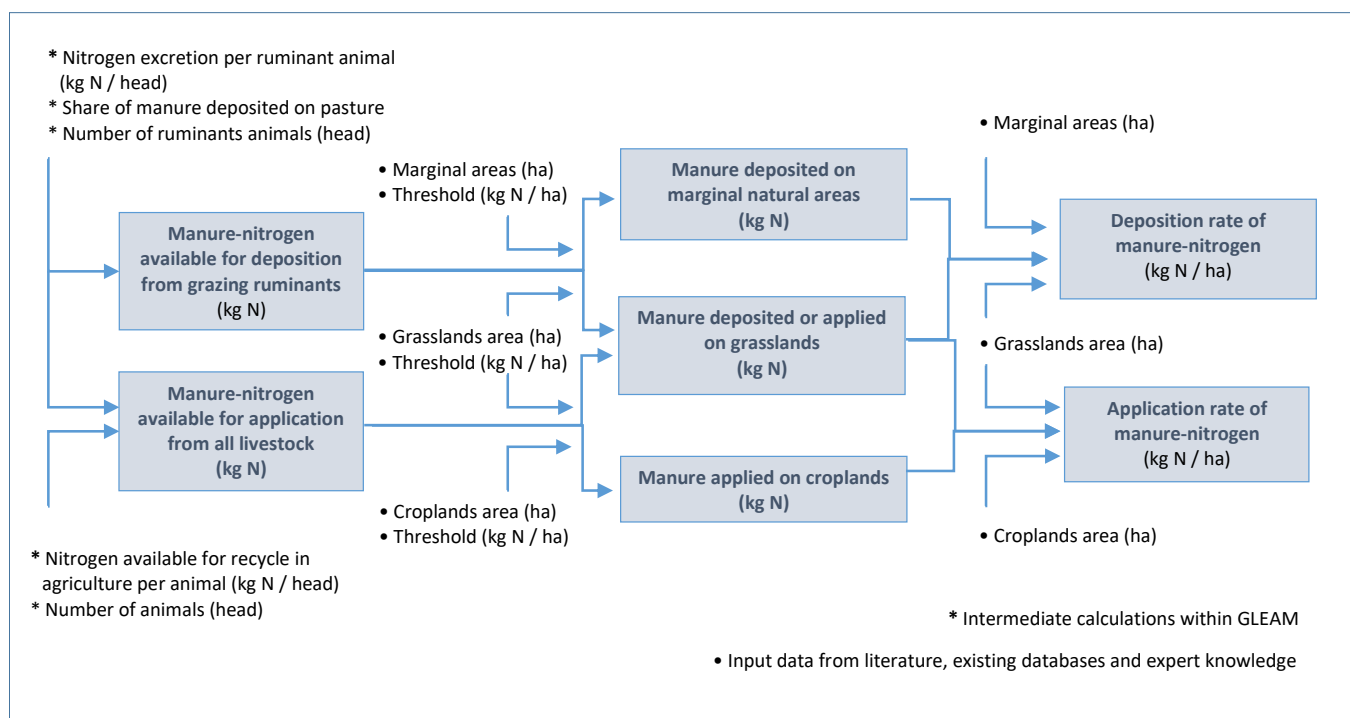 * Nitrogen excretion per ruminant animal
(kg N / head)
* Share of manure deposited on pasture
* Number of ruminants animals (head)
• Marginal areas (ha)
• Threshold (kg N / ha)
Manure deposited on
marginal natural areas
(kg N)
• Marginal areas (ha)
Manure-nitrogen
available for deposition
from grazing ruminants
(kg N)
Deposition rate of
manure-nitrogen
(kg N / ha)
• Grasslands area (ha)
• Threshold (kg N / ha)
Manure deposited or applied
on grasslands
(kg N)
• Grasslands area (ha)
Manure-nitrogen
available for application
from all livestock
(kg N)
Application rate of
manure-nitrogen
(kg N / ha)
Manure applied on croplands
(kg N)
• Croplands area (ha)
• Threshold (kg N / ha)
• Croplands area (ha)
* Nitrogen available for recycle in
agriculture per animal (kg N / head)
* Number of animals (head)
* Intermediate calculations within GLEAM
• Input data from literature, existing databases and expert knowledge